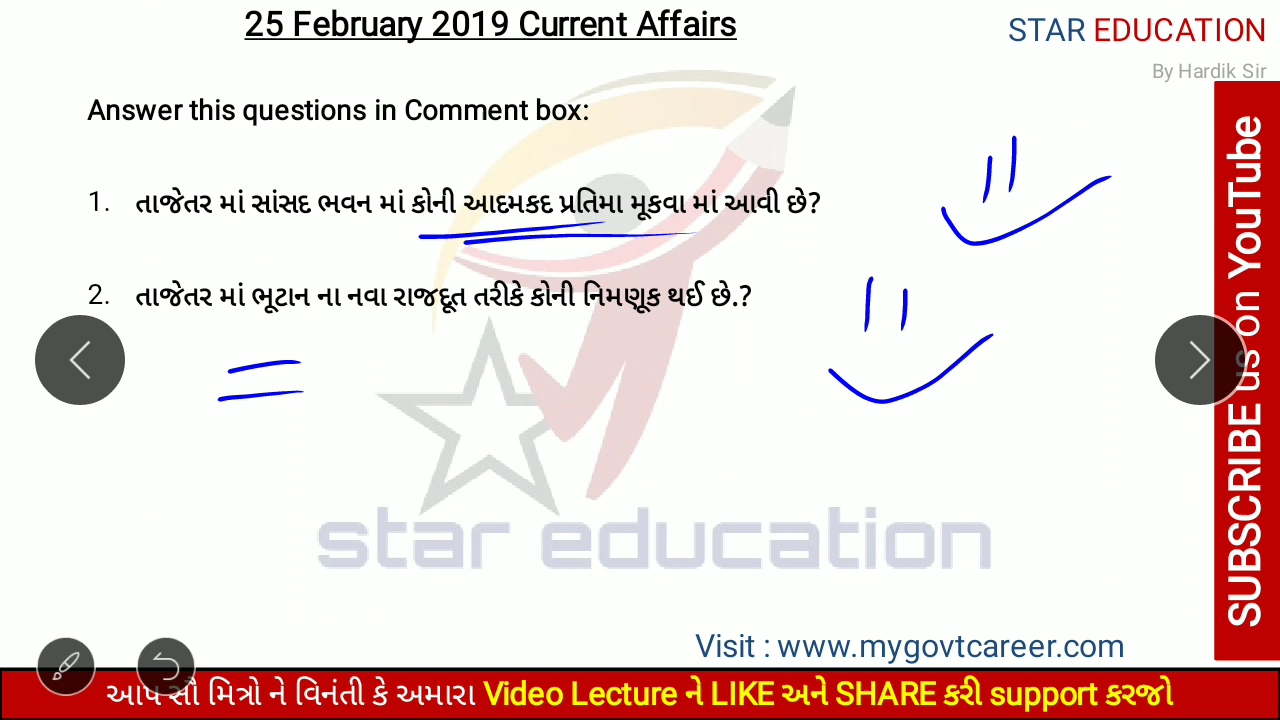 25 February 2019 Current Affairs
STAR EDUCATION
By Hardik Sir
Answer this questions in Comment box:
1. તાજેતર માં સાંસદ ભવન માં કોની આદમકદ પ્રતિમા મૂકવા માં આવી છે?
2. તાજેતર માં ભૂટાન ના નવા રાજદૂત તરીકે કોની નિમણૂક થઈ છે.?
star education
SUBSCRIBE us on YouTube
Visit : www.mygovtcareer.com
આપ સૌ મિત્રો ને વિનંતી કે અમારા Video Lecture ને LIKE અને SHARE કરી support કરજો